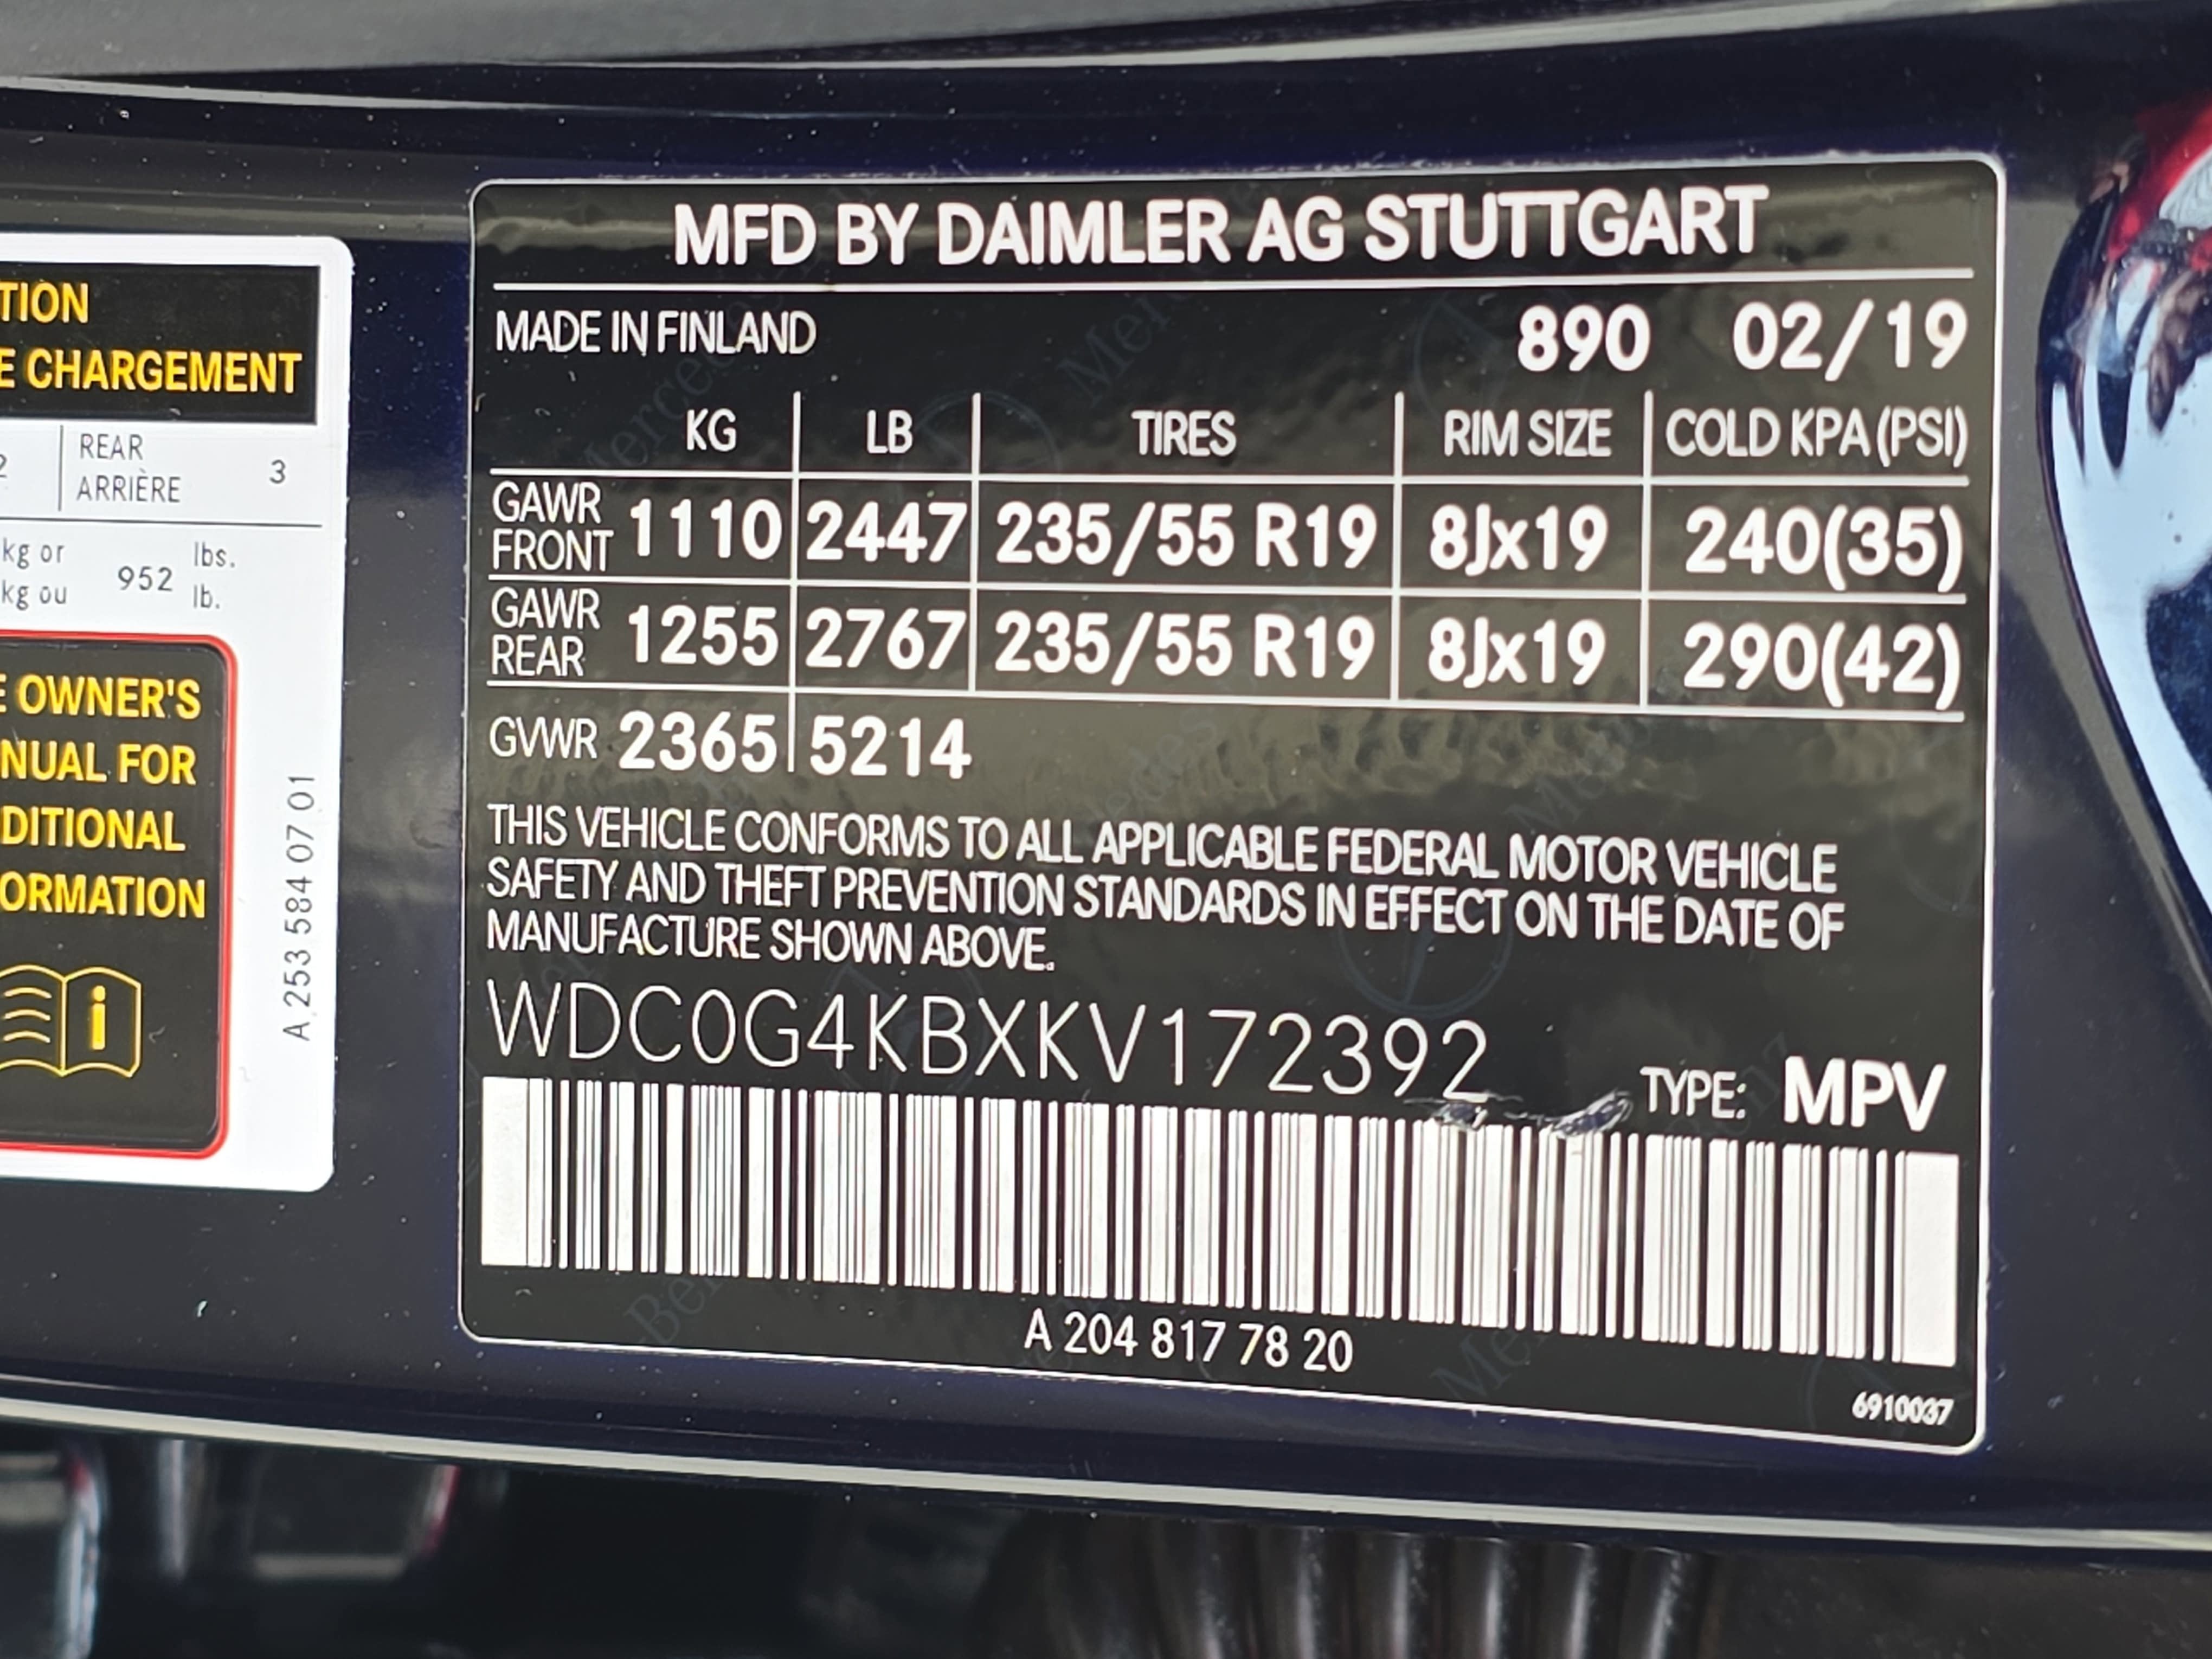 TION
E CHARGEMENT
2 REAR ARRIÈRE 3
kg or lbs.
952
kg ou lb.
E OWNER'S
NUAL FOR
DITIONAL
ORMATION
i
A 253 584 07 01
MFD BY DAIMLER AG STUTTGART
MADE IN FINLAND 890 02/19
KG LB TIRES RIM SIZE COLD KPA (PSI)
GAWR FRONT 1110 2447 235/55 R19 8Jx19 240(35)
GAWR REAR 1255 2767 235/55 R19 8Jx19 290(42)
GVWR 2365 5214
THIS VEHICLE CONFORMS TO ALL APPLICABLE FEDERAL MOTOR VEHICLE
SAFETY AND THEFT PREVENTION STANDARDS IN EFFECT ON THE DATE OF
MANUFACTURE SHOWN ABOVE.
WDC0G4KBXKV172392 TYPE: MPV
A 204 817 78 20
6910037